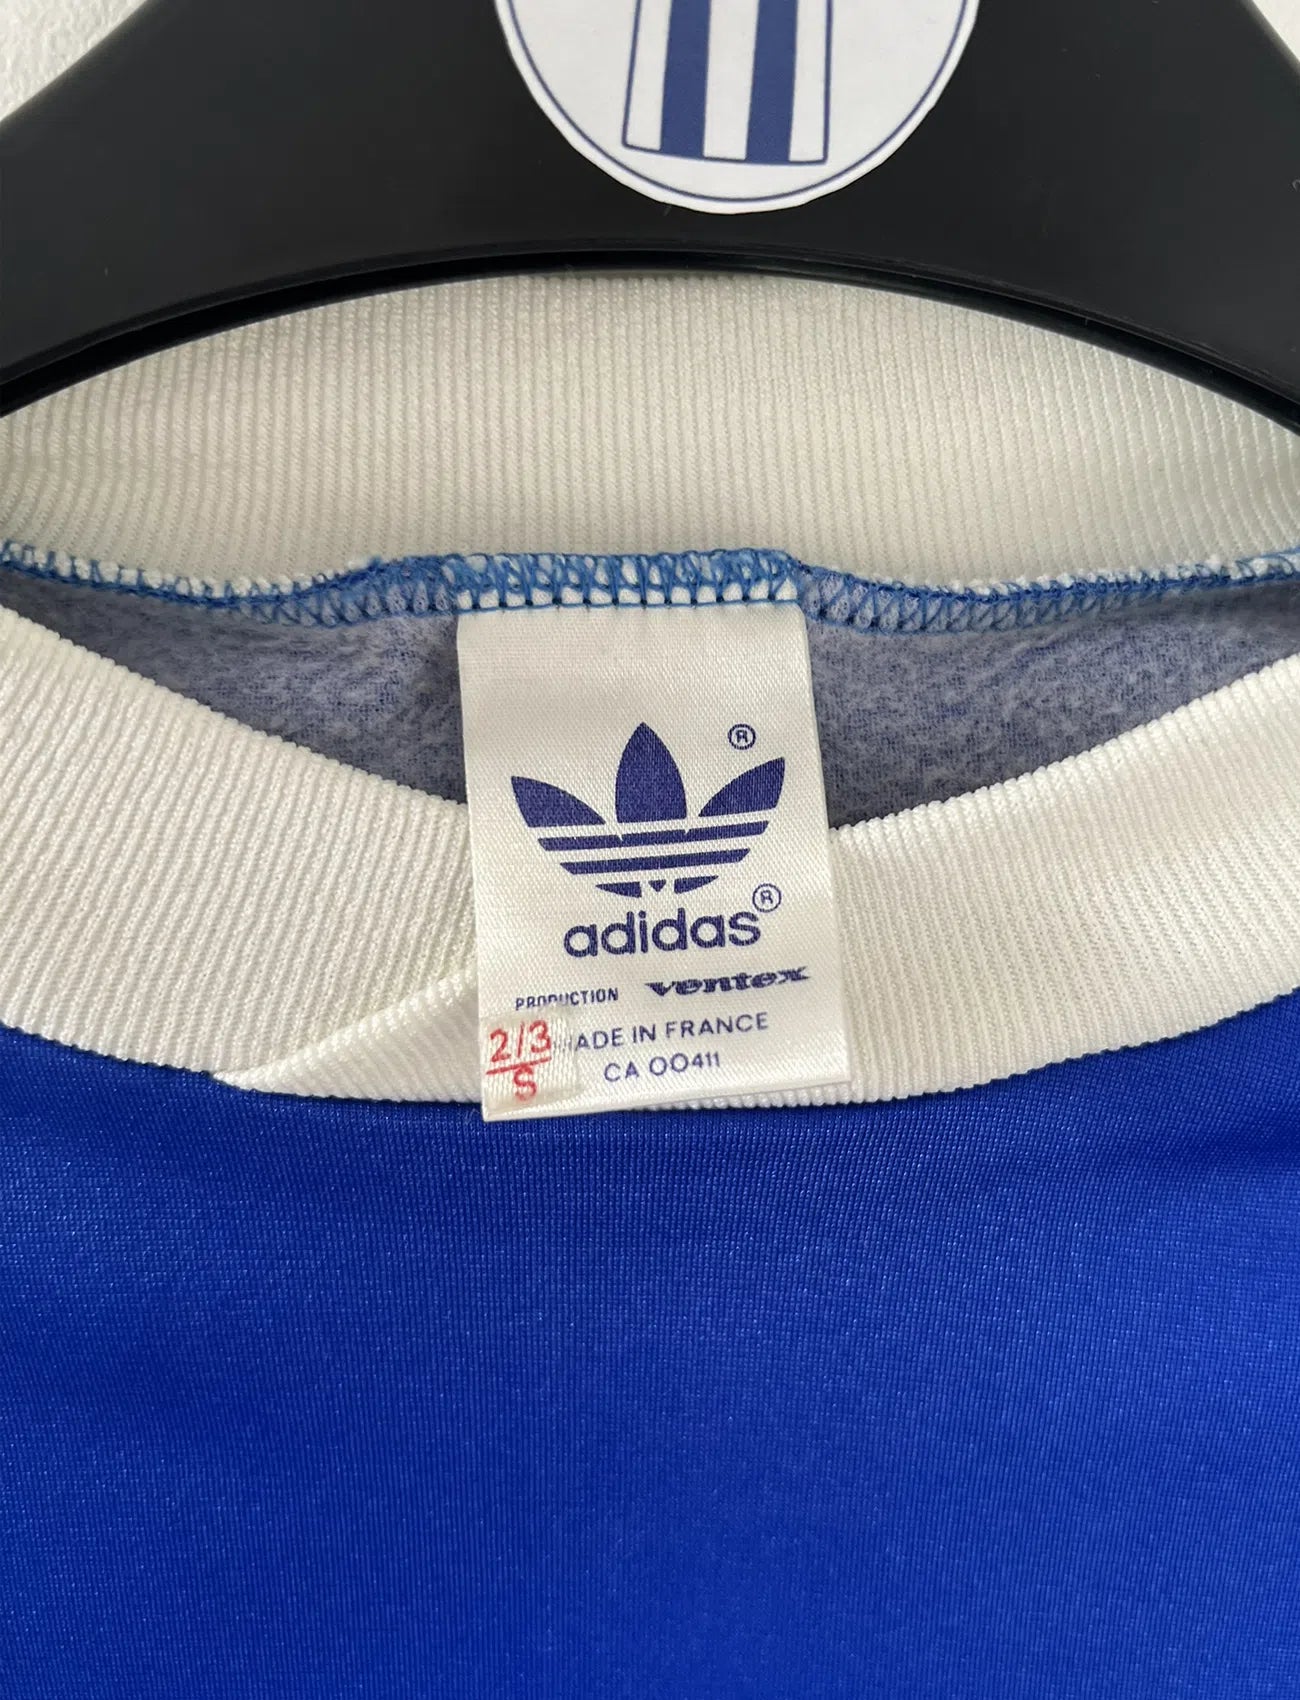 ®
adidas®
PRODUCTION ventex
MADE IN FRANCE
CA 00411
2/3
S